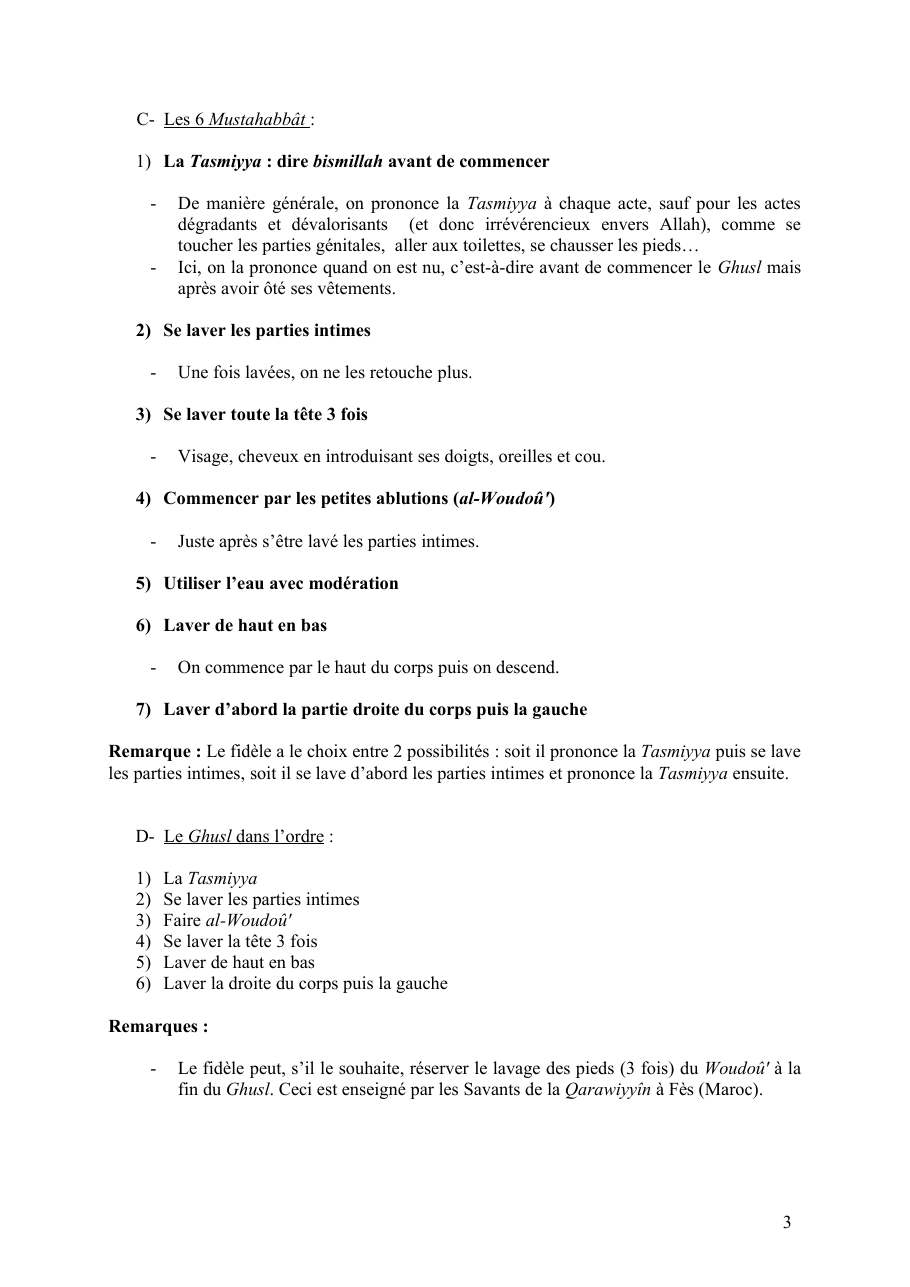 C- Les 6 Mustahabbât :
1) La Tasmiyya : dire bismillah avant de commencer
- De manière générale, on prononce la Tasmiyya à chaque acte, sauf pour les actes
dégradants et dévalorisants (et donc irrévérencieux envers Allah), comme se
toucher les parties génitales, aller aux toilettes, se chausser les pieds…
- Ici, on la prononce quand on est nu, c’est-à-dire avant de commencer le Ghusl mais
après avoir ôté ses vêtements.
2) Se laver les parties intimes
- Une fois lavées, on ne les retouche plus.
3) Se laver toute la tête 3 fois
- Visage, cheveux en introduisant ses doigts, oreilles et cou.
4) Commencer par les petites ablutions (al-Woudoû')
- Juste après s’être lavé les parties intimes.
5) Utiliser l’eau avec modération
6) Laver de haut en bas
- On commence par le haut du corps puis on descend.
7) Laver d’abord la partie droite du corps puis la gauche
Remarque : Le fidèle a le choix entre 2 possibilités : soit il prononce la Tasmiyya puis se lave
les parties intimes, soit il se lave d’abord les parties intimes et prononce la Tasmiyya ensuite.
D- Le Ghusl dans l’ordre :
1) La Tasmiyya
2) Se laver les parties intimes
3) Faire al-Woudoû'
4) Se laver la tête 3 fois
5) Laver de haut en bas
6) Laver la droite du corps puis la gauche
Remarques :
- Le fidèle peut, s’il le souhaite, réserver le lavage des pieds (3 fois) du Woudoû' à la
fin du Ghusl. Ceci est enseigné par les Savants de la Qarawiyyîn à Fès (Maroc).
3